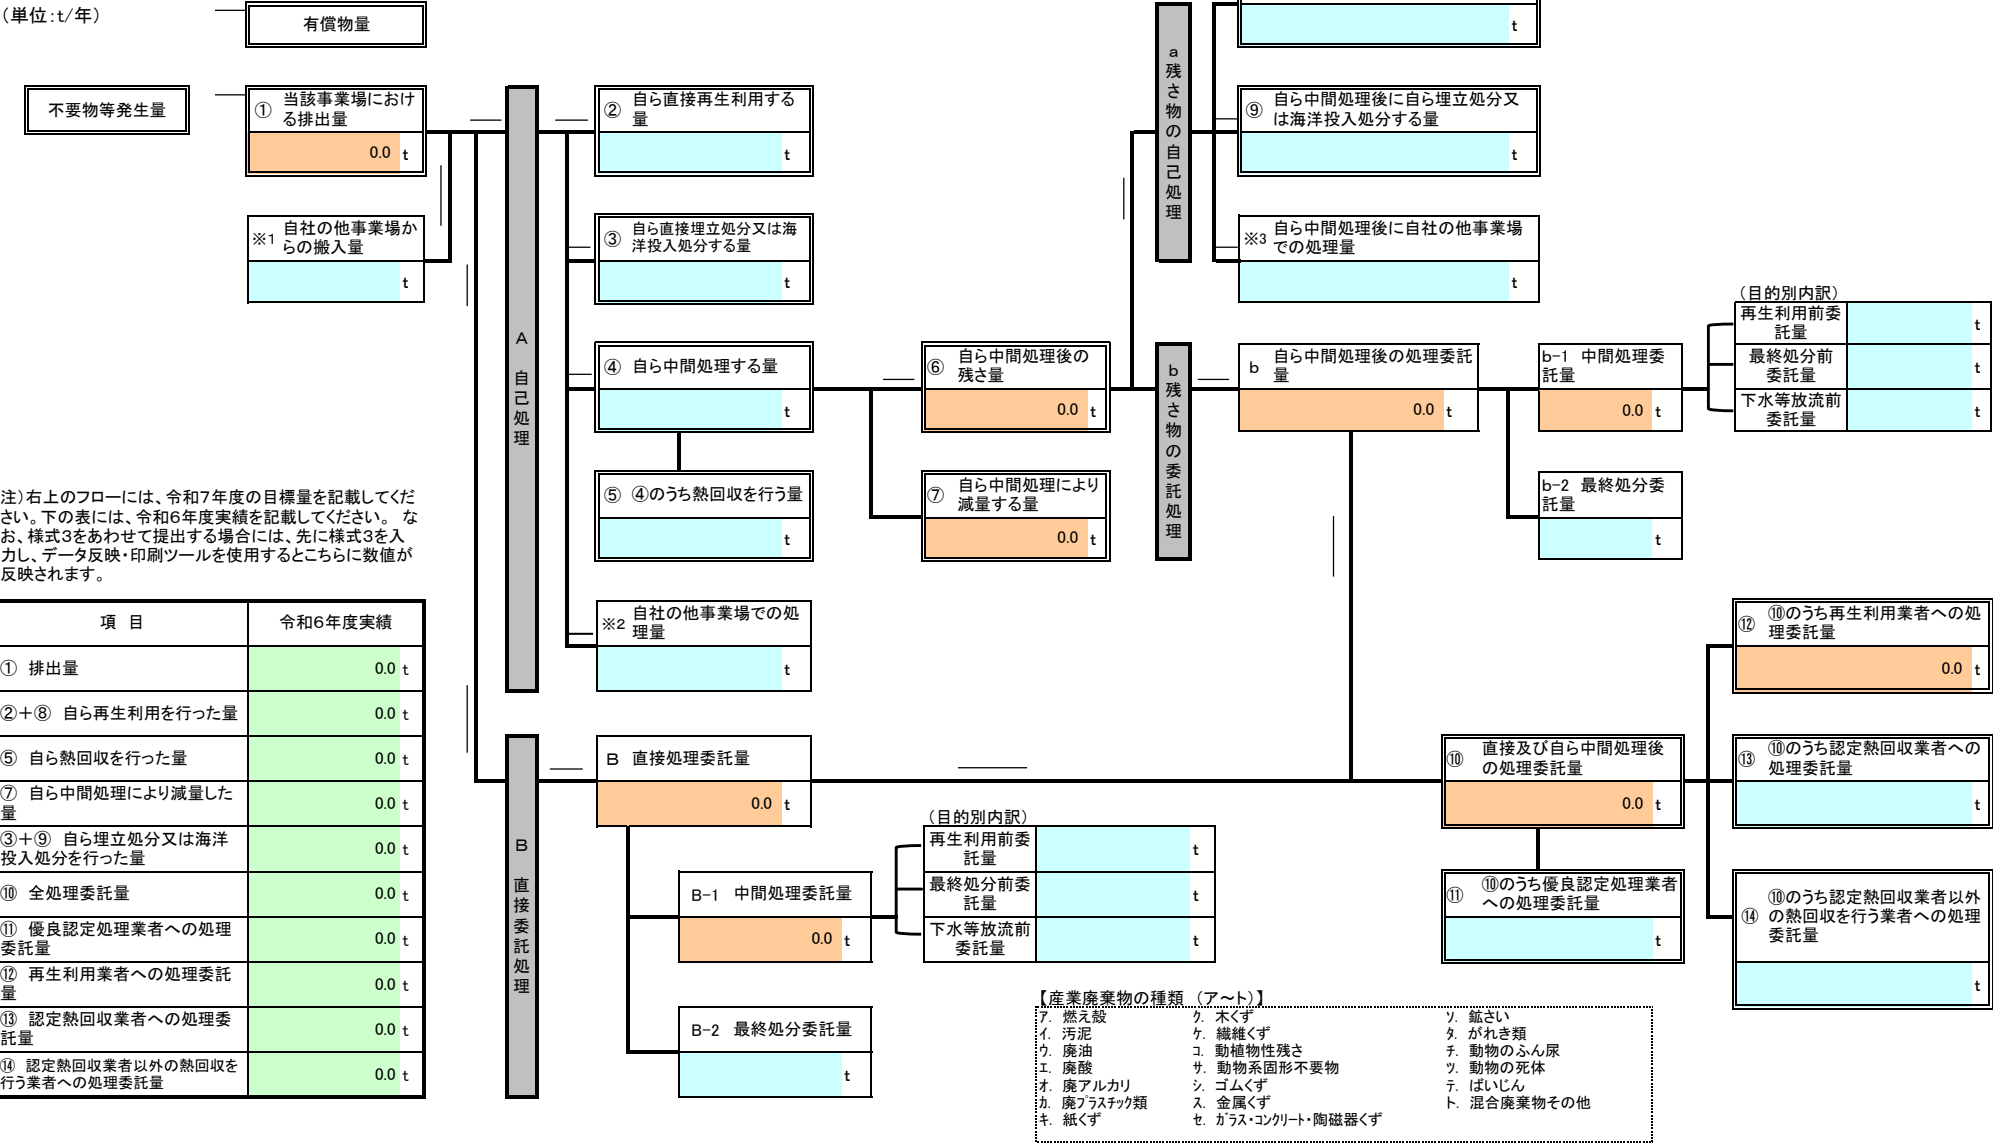 （単位：t/年）
有償物量
t
不要物等発生量
① 当該事業場におけ
る排出量
0.0 t
※1 自社の他事業場か
らの搬入量
t
A 自己処理
② 自ら直接再生利用する
量
t
③ 自ら直接埋立処分又は海
洋投入処分する量
t
④ 自ら中間処理する量
t
⑤ ④のうち熱回収を行う量
t
※2 自社の他事業場での処
理量
t
⑥ 自ら中間処理後の
残さ量
0.0 t
⑦ 自ら中間処理により
減量する量
0.0 t
a 残さ物の自己処理
⑨ 自ら中間処理後に自ら埋立処分又
は海洋投入処分する量
t
※3 自ら中間処理後に自社の他事業場
での処理量
t
b 残さ物の委託処理
b 自ら中間処理後の処理委託
量
0.0 t
b-1 中間処理委
託量
0.0 t
b-2 最終処分委
託量
t
（目的別内訳）
再生利用前委
託量
t
最終処分前
委託量
t
下水等放流前
委託量
t
注）右上のフローには、令和7年度の目標量を記載してくだ
さい。下の表には、令和6年度実績を記載してください。 な
お、様式3をあわせて提出する場合には、先に様式3を入
力し、データ反映・印刷ツールを使用するとこちらに数値が
反映されます。
項 目 令和6年度実績
① 排出量 0.0 t
②＋⑧ 自ら再生利用を行った量 0.0 t
⑤ 自ら熱回収を行った量 0.0 t
⑦ 自ら中間処理により減量した
量 0.0 t
③＋⑨ 自ら埋立処分又は海洋
投入処分を行った量 0.0 t
⑩ 全処理委託量 0.0 t
⑪ 優良認定処理業者への処理
委託量 0.0 t
⑫ 再生利用業者への処理委託
量 0.0 t
⑬ 認定熱回収業者への処理委
託量 0.0 t
⑭ 認定熱回収業者以外の熱回収を
行う業者への処理委託量 0.0 t
B 直接委託処理
B 直接処理委託量
0.0 t
B-1 中間処理委託量
0.0 t
B-2 最終処分委託量
t
（目的別内訳）
再生利用前委
託量
t
最終処分前委
託量
t
下水等放流前
委託量
t
⑩ 直接及び自ら中間処理後
の処理委託量
0.0 t
⑪ ⑩のうち優良認定処理業者
への処理委託量
t
⑫ ⑩のうち再生利用業者への処
理委託量
0.0 t
⑬ ⑩のうち認定熱回収業者への
処理委託量
t
⑭ ⑩のうち認定熱回収業者以外
の熱回収を行う業者への処理
委託量
t
【産業廃棄物の種類 （ア～ト）】
ア. 燃え殻 ク. 木くず ソ. 鉱さい
イ. 汚泥 ケ. 繊維くず タ. がれき類
ウ. 廃油 コ. 動植物性残さ チ. 動物のふん尿
エ. 廃酸 サ. 動物系固形不要物 ツ. 動物の死体
オ. 廃アルカリ シ. ゴムくず テ. ばいじん
カ. 廃プラスチック類 ス. 金属くず ト. 混合廃棄物その他
キ. 紙くず セ. ガラス・コンクリート・陶磁器くず